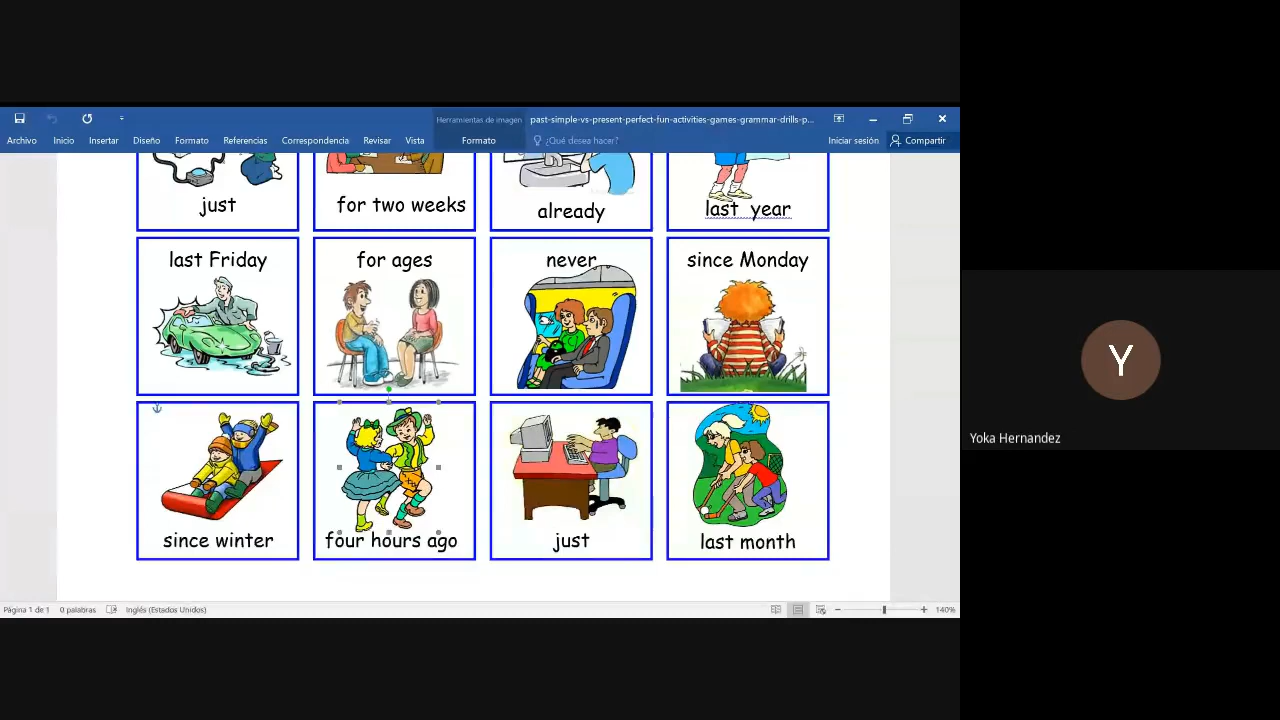 Herramientas de imagen
past-simple-vs-present-perfect-fun-activities-games-grammar-drills-p...
Archivo Inicio Insertar Diseño Formato Referencias Correspondencia Revisar Vista Formato ¿Qué desea hacer? Iniciar sesión Compartir
just for two weeks already last year
last Friday for ages never since Monday
since winter four hours ago just last month
Página 1 de 1 0 palabras Inglés (Estados Unidos) 140%
Y
Yoka Hernandez